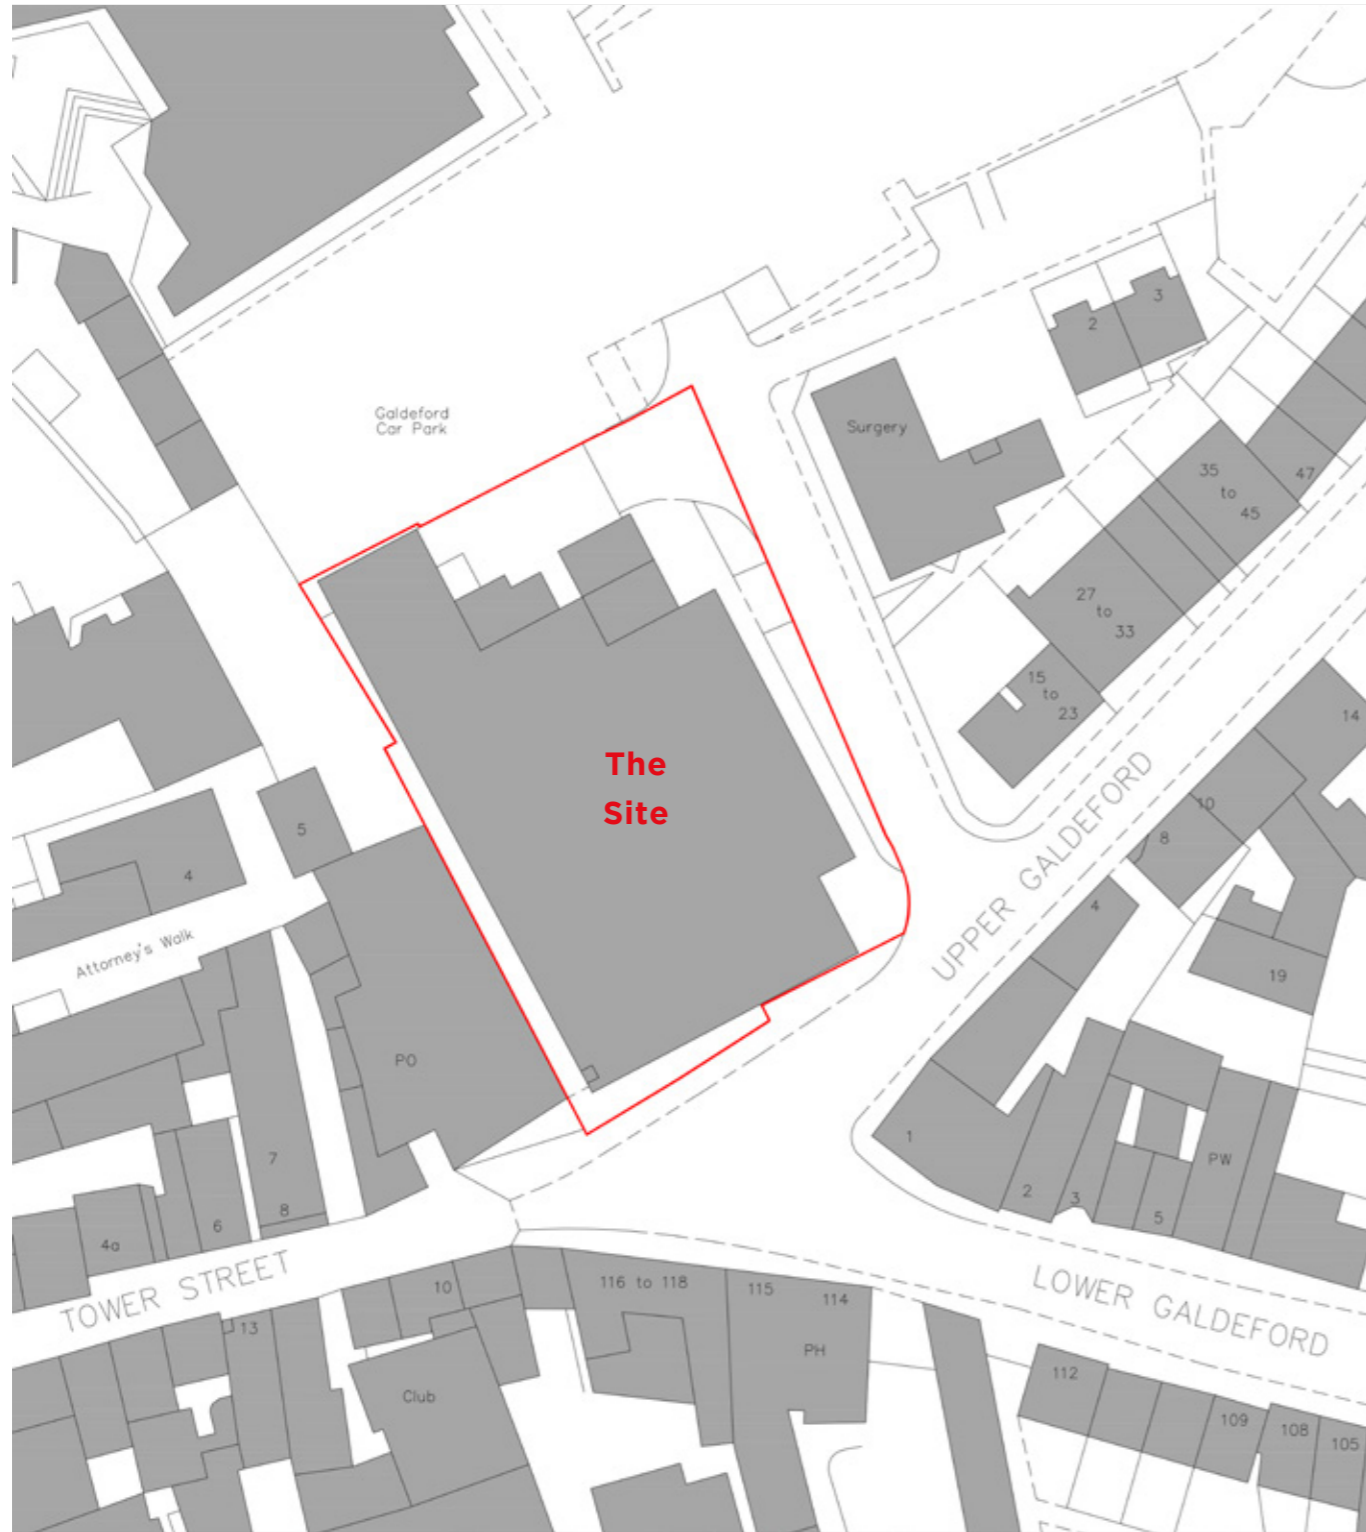 2
3
Galdeford
Car Park
Surgery
35
to
45
47
27
to
33
15
to
23
14
The
Site
10
8
5
4
4
UPPER GALDEFORD
Attorney's Walk
19
PO
1
PW
7
2
3
5
8
6
4a
TOWER STREET
10
116 to 118
115
114
LOWER GALDEFORD
13
PH
112
Club
109
108
105